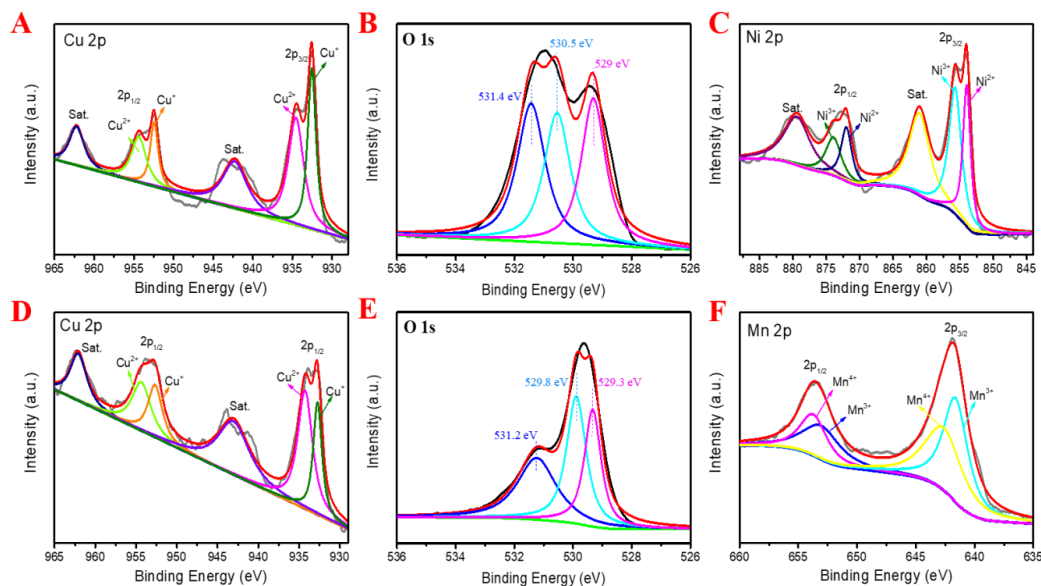 A
Cu 2p
2p3/2
Cu+
2p1/2
Cu+
Cu2+
Cu2+
Sat.
Sat.
Intensity (a.u.)
965 960 955 950 945 940 935 930
Binding Energy (eV)
B
O 1s
530.5 eV
529 eV
531.4 eV
Intensity (a.u.)
536 534 532 530 528 526
Binding Energy (eV)
C
Ni 2p
2p3/2
Ni3+
Ni2+
2p1/2
Sat.
Ni3+
Ni2+
Sat.
Intensity (a.u.)
885 880 875 870 865 860 855 850 845
Binding Energy (eV)
D
Cu 2p
Sat.
2p1/2
Cu2+
Cu+
Sat.
2p1/2
Cu2+
Cu+
Intensity (a.u.)
965 960 955 950 945 940 935 930
Binding Energy (eV)
E
O 1s
529.8 eV
529.3 eV
531.2 eV
Intensity (a.u.)
536 534 532 530 528 526
Binding Energy (eV)
F
Mn 2p
2p3/2
2p1/2
Mn4+
Mn3+
Mn4+
Mn3+
Intensity (a.u.)
660 655 650 645 640 635
Binding Energy (eV)